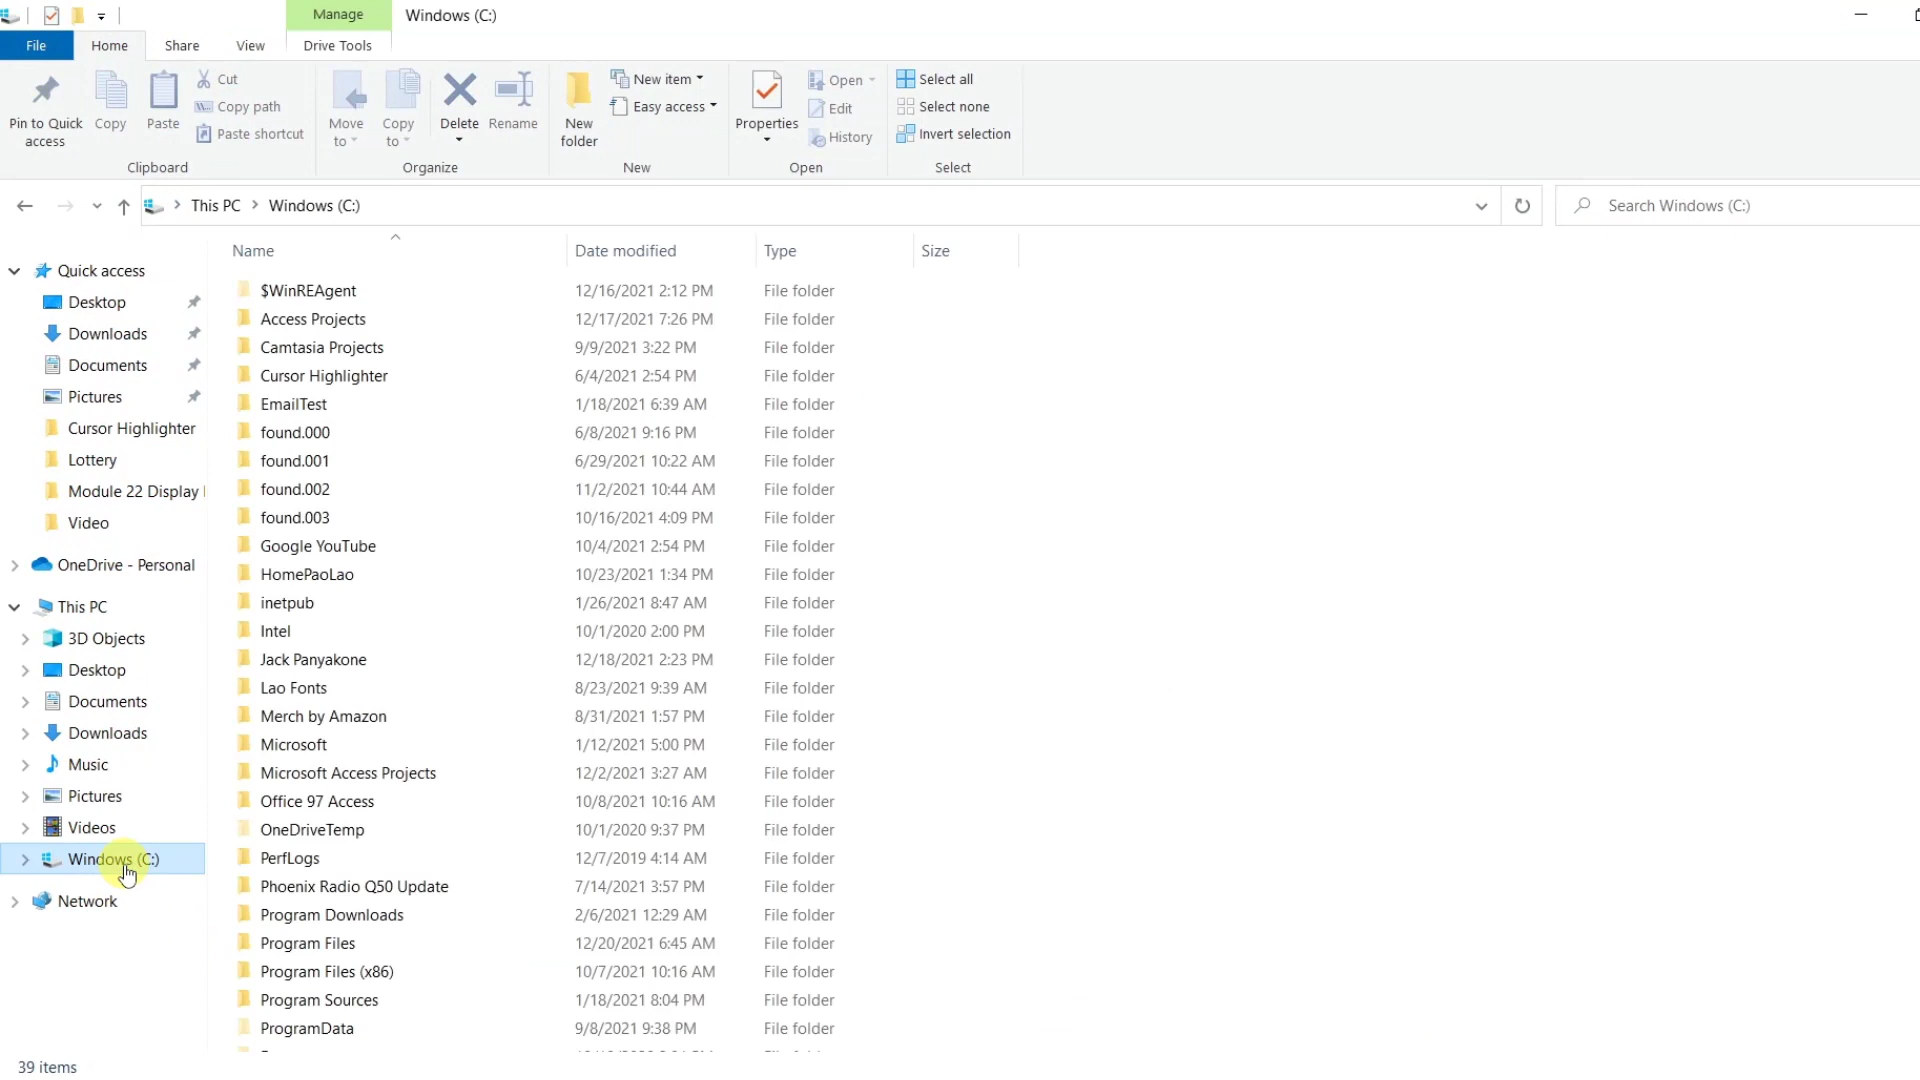 Manage Windows (C:)
File Home Share View Drive Tools
Pin to Quick access
Copy
Paste
Cut
Copy path
Paste shortcut
Clipboard
Move to
Copy to
Delete
Rename
Organize
New folder
New item
Easy access
New
Properties
Open
Edit
History
Open
Select all
Select none
Invert selection
Select
This PC Windows (C:)
Search Windows (C:)
Quick access
Desktop
Downloads
Documents
Pictures
Cursor Highlighter
Lottery
Module 22 Display
Video
OneDrive - Personal
This PC
3D Objects
Desktop
Documents
Downloads
Music
Pictures
Videos
Windows (C:)
Network
Name Date modified Type Size
$WinREAgent 12/16/2021 2:12 PM File folder
Access Projects 12/17/2021 7:26 PM File folder
Camtasia Projects 9/9/2021 3:22 PM File folder
Cursor Highlighter 6/4/2021 2:54 PM File folder
EmailTest 1/18/2021 6:39 AM File folder
found.000 6/8/2021 9:16 PM File folder
found.001 6/29/2021 10:22 AM File folder
found.002 11/2/2021 10:44 AM File folder
found.003 10/16/2021 4:09 PM File folder
Google YouTube 10/4/2021 2:54 PM File folder
HomePaoLao 10/23/2021 1:34 PM File folder
inetpub 1/26/2021 8:47 AM File folder
Intel 10/1/2020 2:00 PM File folder
Jack Panyakone 12/18/2021 2:23 PM File folder
Lao Fonts 8/23/2021 9:39 AM File folder
Merch by Amazon 8/31/2021 1:57 PM File folder
Microsoft 1/12/2021 5:00 PM File folder
Microsoft Access Projects 12/2/2021 3:27 AM File folder
Office 97 Access 10/8/2021 10:16 AM File folder
OneDriveTemp 10/1/2020 9:37 PM File folder
PerfLogs 12/7/2019 4:14 AM File folder
Phoenix Radio Q50 Update 7/14/2021 3:57 PM File folder
Program Downloads 2/6/2021 12:29 AM File folder
Program Files 12/20/2021 6:45 AM File folder
Program Files (x86) 10/7/2021 10:16 AM File folder
Program Sources 1/18/2021 8:04 PM File folder
ProgramData 9/8/2021 9:38 PM File folder
39 items